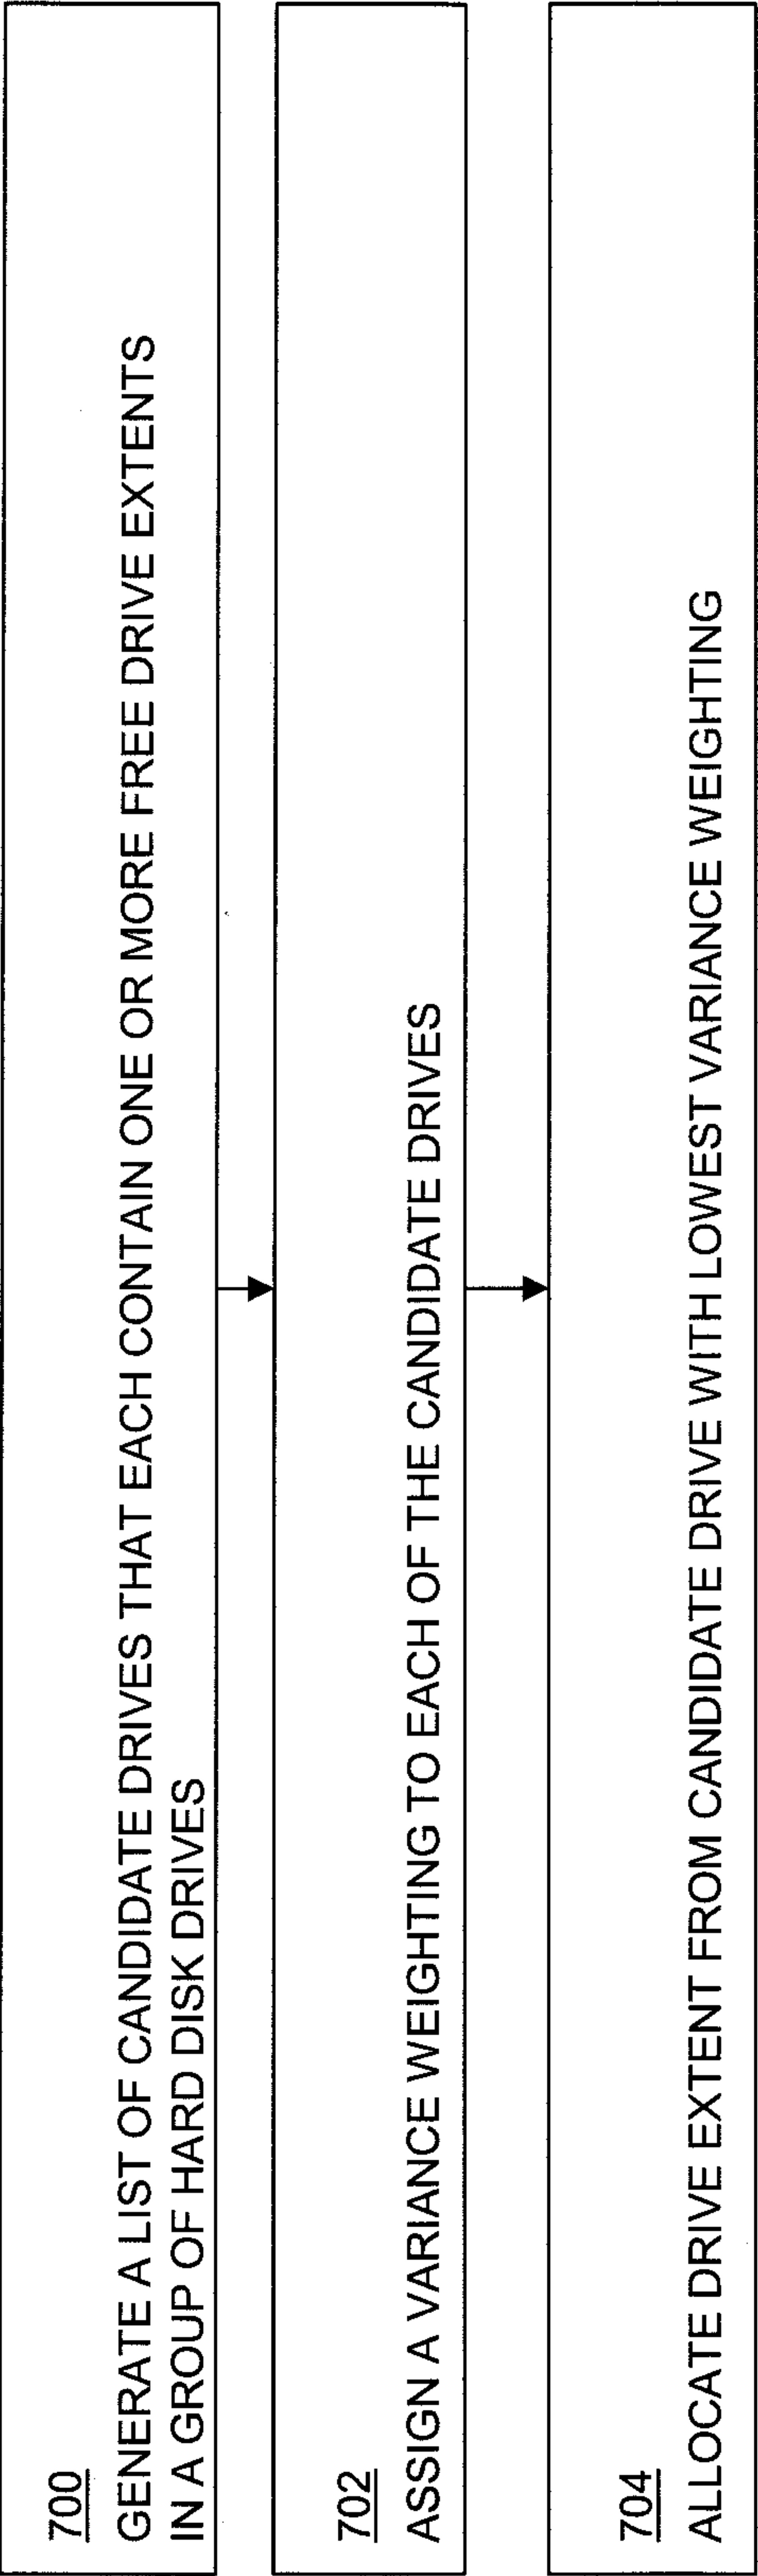 700
GENERATE A LIST OF CANDIDATE DRIVES THAT EACH CONTAIN ONE OR MORE FREE DRIVE EXTENTS
IN A GROUP OF HARD DISK DRIVES
702
ASSIGN A VARIANCE WEIGHTING TO EACH OF THE CANDIDATE DRIVES
704
ALLOCATE DRIVE EXTENT FROM CANDIDATE DRIVE WITH LOWEST VARIANCE WEIGHTING